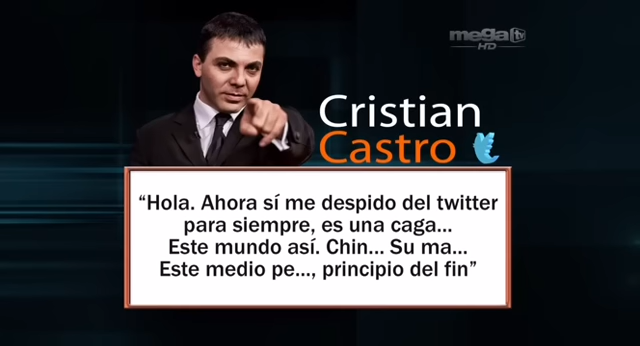 mega tv
HD
Cristian
Castro
“Hola. Ahora sí me despido del twitter
para siempre, es una caga...
Este mundo así. Chin... Su ma...
Este medio pe..., principio del fin”